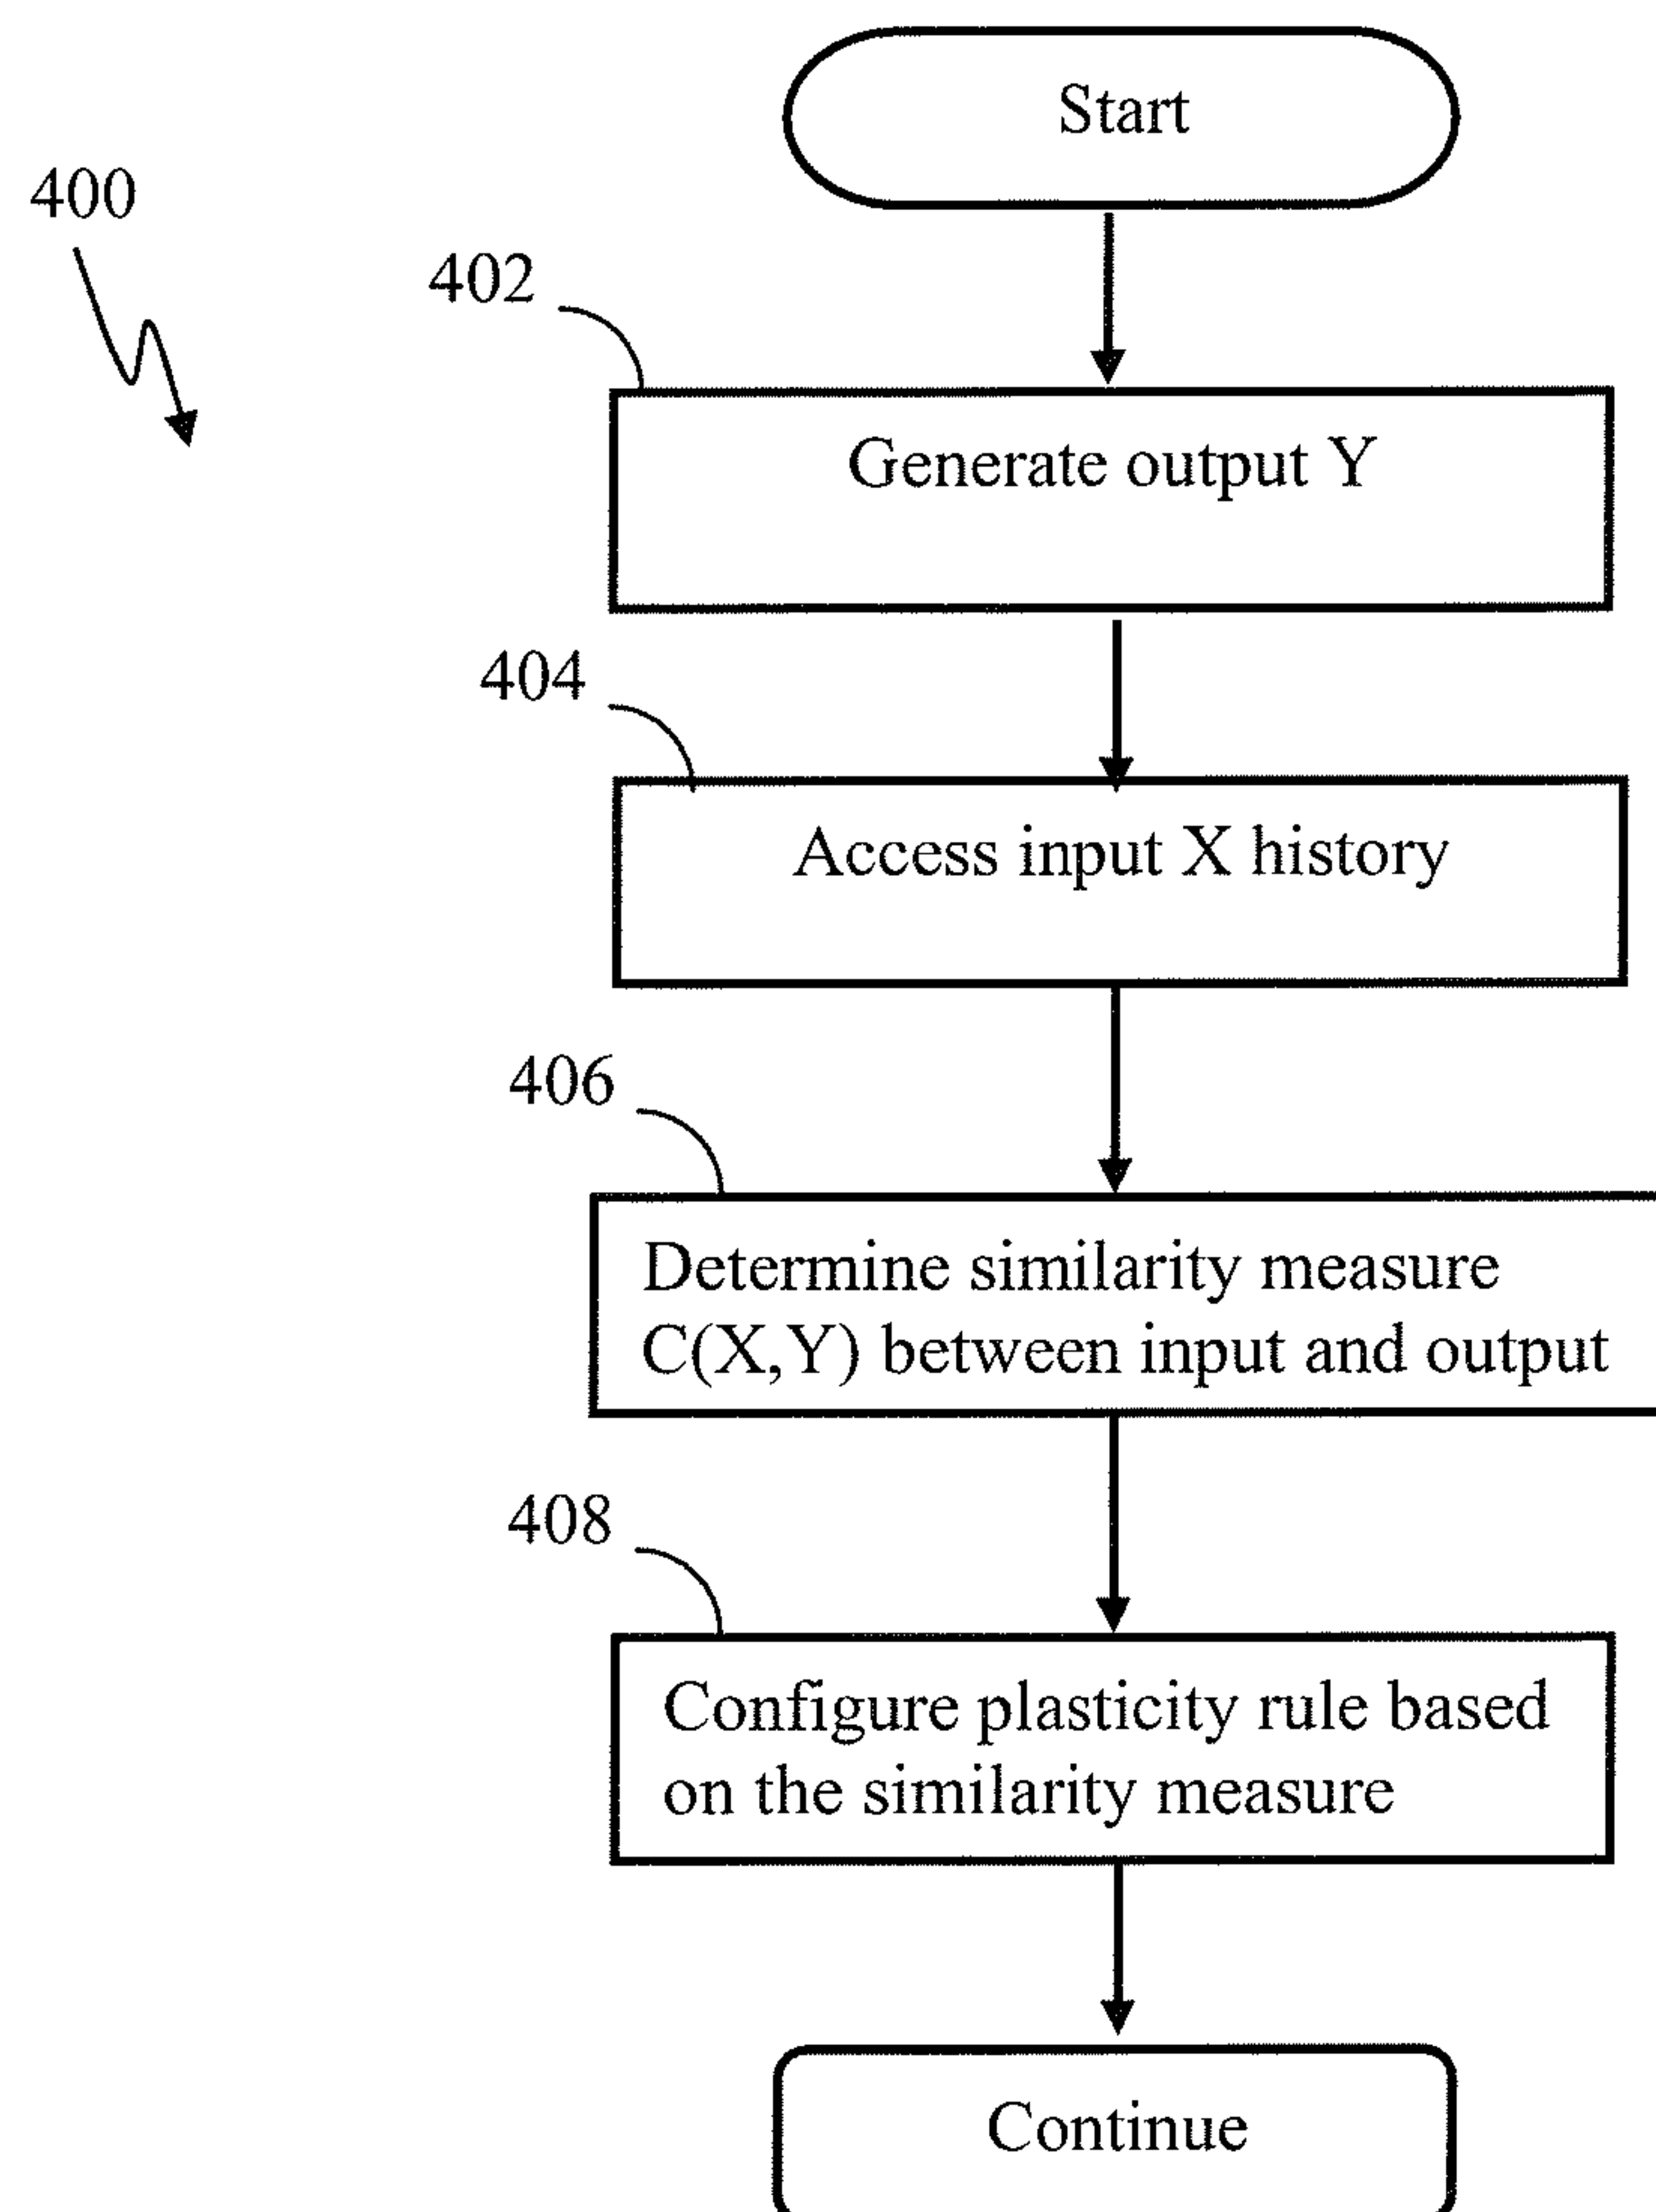 Start
400
402
Generate output Y
404
Access input X history
406
Determine similarity measure
C(X,Y) between input and output
408
Configure plasticity rule based
on the similarity measure
Continue